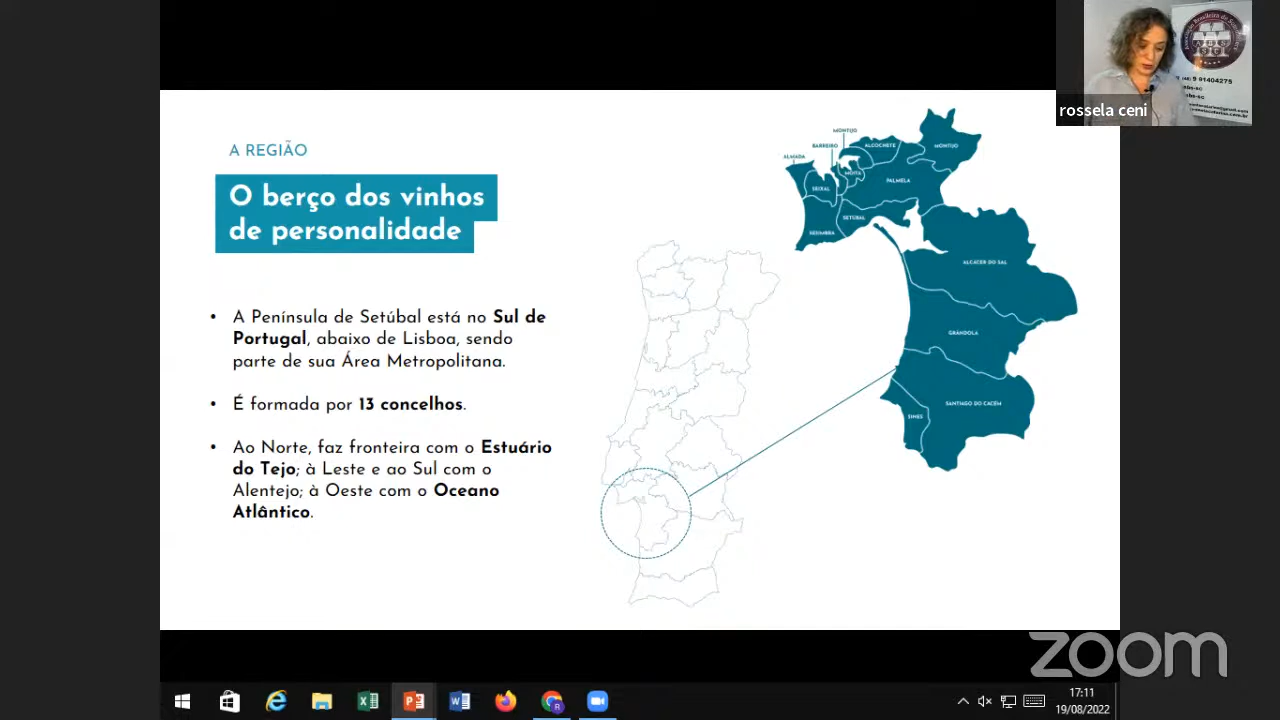 A REGIÃO
O berço dos vinhos
de personalidade
• A Península de Setúbal está no Sul de
Portugal, abaixo de Lisboa, sendo
parte de sua Área Metropolitana.
• É formada por 13 concelhos.
• Ao Norte, faz fronteira com o Estuário
do Tejo; à Leste e ao Sul com o
Alentejo; à Oeste com o Oceano
Atlântico.
MONTIJO
BARREIRO
ALCOCHETE
MONTIJO
ALMADA
MOITA
PALMELA
SEIXAL
SETÚBAL
SESIMBRA
ALCÁCER DO SAL
GRÂNDOLA
SANTIAGO DO CACÉM
SINES
9 91404275
rossela ceni
zoom
17:11
19/08/2022